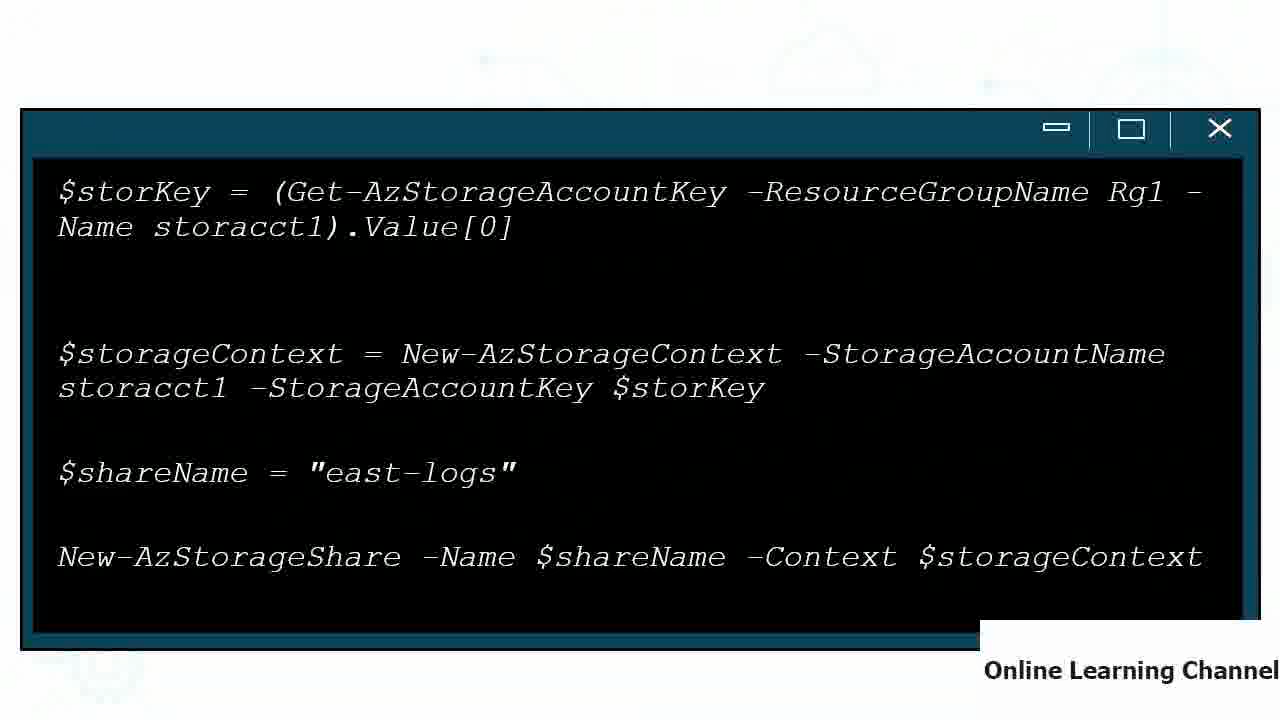 $storKey = (Get-AzStorageAccountKey -ResourceGroupName Rg1 -
Name storacct1).Value[0]
$storageContext = New-AzStorageContext -StorageAccountName
storacct1 -StorageAccountKey $storKey
$shareName = "east-logs"
New-AzStorageShare -Name $shareName -Context $storageContext
Online Learning Channel